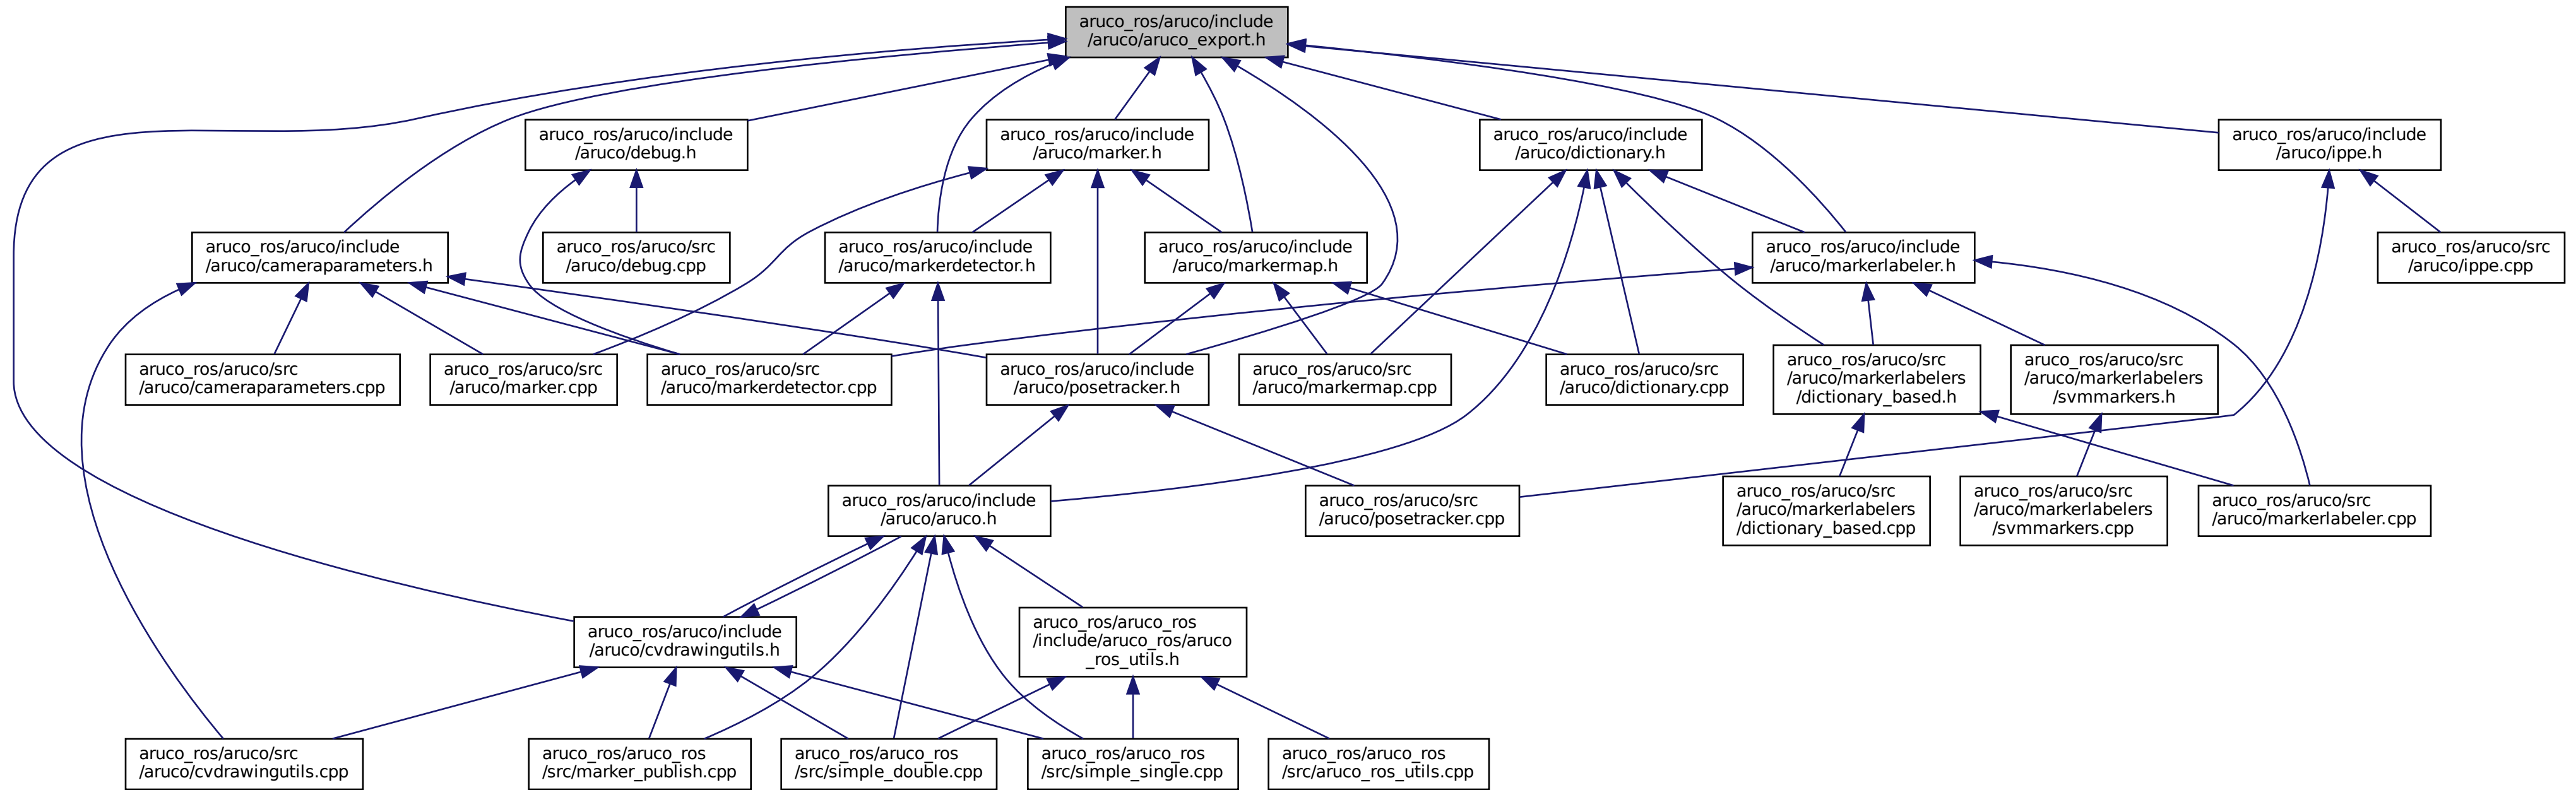 aruco_ros/aruco/include
/aruco/aruco_export.h
aruco_ros/aruco/include
/aruco/debug.h
aruco_ros/aruco/include
/aruco/marker.h
aruco_ros/aruco/include
/aruco/dictionary.h
aruco_ros/aruco/include
/aruco/ippe.h
aruco_ros/aruco/include
/aruco/cameraparameters.h
aruco_ros/aruco/src
/aruco/debug.cpp
aruco_ros/aruco/include
/aruco/markerdetector.h
aruco_ros/aruco/include
/aruco/markermap.h
aruco_ros/aruco/include
/aruco/markerlabeler.h
aruco_ros/aruco/src
/aruco/ippe.cpp
aruco_ros/aruco/src
/aruco/cameraparameters.cpp
aruco_ros/aruco/src
/aruco/marker.cpp
aruco_ros/aruco/src
/aruco/markerdetector.cpp
aruco_ros/aruco/include
/aruco/posetracker.h
aruco_ros/aruco/src
/aruco/markermap.cpp
aruco_ros/aruco/src
/aruco/dictionary.cpp
aruco_ros/aruco/src
/aruco/markerlabelers
/dictionary_based.h
aruco_ros/aruco/src
/aruco/markerlabelers
/svmmarkers.h
aruco_ros/aruco/include
/aruco/aruco.h
aruco_ros/aruco/src
/aruco/posetracker.cpp
aruco_ros/aruco/src
/aruco/markerlabelers
/dictionary_based.cpp
aruco_ros/aruco/src
/aruco/markerlabelers
/svmmarkers.cpp
aruco_ros/aruco/src
/aruco/markerlabeler.cpp
aruco_ros/aruco/include
/aruco/cvdrawingutils.h
aruco_ros/aruco_ros
/include/aruco_ros/aruco
_ros_utils.h
aruco_ros/aruco/src
/aruco/cvdrawingutils.cpp
aruco_ros/aruco_ros
/src/marker_publish.cpp
aruco_ros/aruco_ros
/src/simple_double.cpp
aruco_ros/aruco_ros
/src/simple_single.cpp
aruco_ros/aruco_ros
/src/aruco_ros_utils.cpp